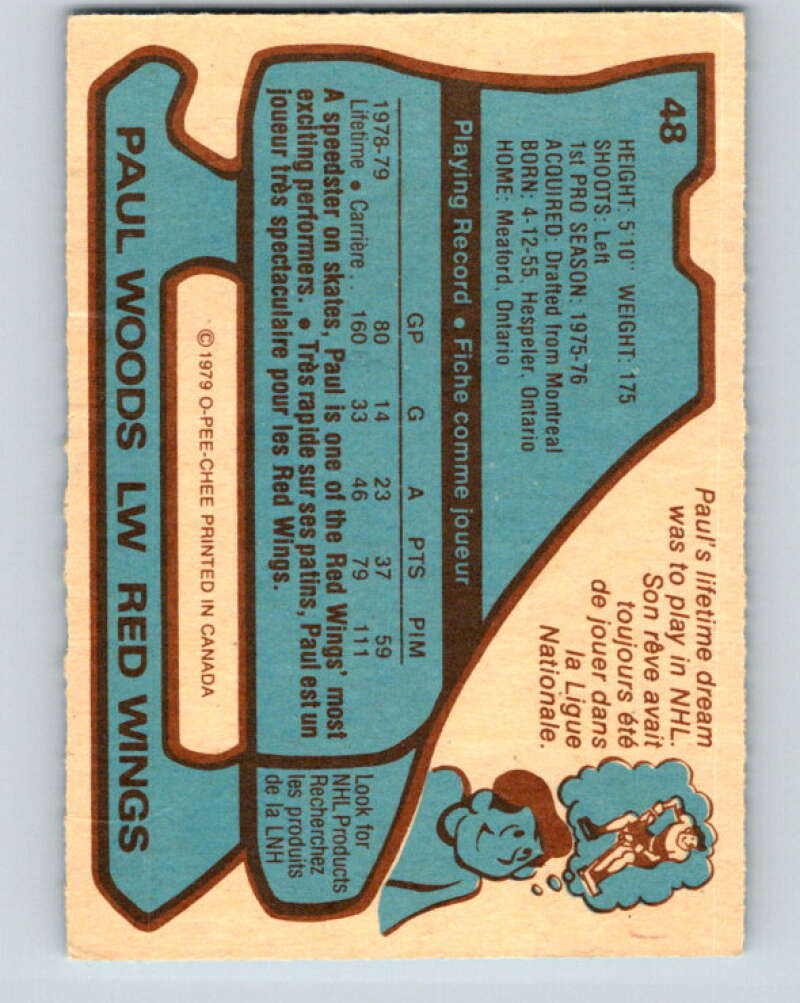 48
HEIGHT: 5'10" WEIGHT: 175
SHOOTS: Left
1st PRO SEASON: 1975-76
ACQUIRED: Drafted from Montreal
BORN: 4-12-55. Hespeler, Ontario
HOME: Meaford, Ontario
Paul's lifetime dream
was to play in NHL.
Son rêve avait
toujours été
de jouer dans
la Ligue
Nationale.
Playing Record • Fiche comme joueur
GP G A PTS PIM
1978-79 80 14 23 37 59
Lifetime • Carrière . . 160 33 46 79 111
A speedster on skates, Paul is one of the Red Wings' most
exciting performers. • Très rapide sur ses patins, Paul est un
joueur très spectaculaire pour les Red Wings.
Look for
NHL Products
Recherchez
les produits
de la LNH
© 1979 O-PEE-CHEE PRINTED IN CANADA
PAUL WOODS LW RED WINGS